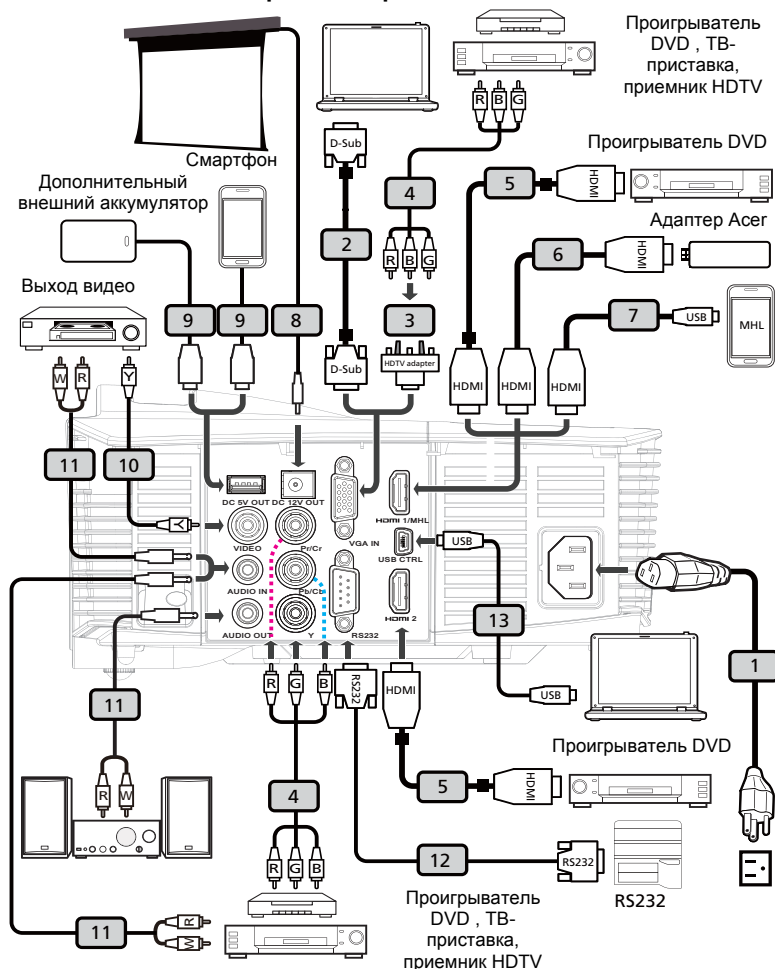 Проигрыватель
DVD , ТВ-
приставка,
приемник HDTV
R B G
D-Sub
Смартфон
Проигрыватель DVD
Дополнительный
внешний аккумулятор
4
5
HDMI
2
Адаптер Acer
6
HDMI
R B G
Выход видео
7
USB
MHL
9
9
8
3
W R
Y
D-Sub
HDTV adapter
HDMI
HDMI
HDMI
11
10
DC 5V OUT
DC 12V OUT
HDMI 1/MHL
Y
VGA IN
USB
VIDEO
Pr/Cr
USB CTRL
AUDIO IN
Pb/Cb
HDMI 2
13
AUDIO OUT
Y
RS232
1
R G B
RS232
HDMI
USB
11
Проигрыватель DVD
R W
4
5
HDMI
12
RS232
R G B
RS232
Проигрыватель
DVD , ТВ-
приставка,
приемник HDTV
11
R
W